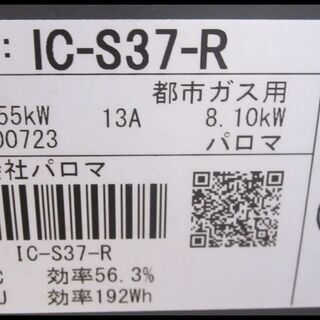 : IC-S37-R
都市ガス用
55kW 13A 8.10kW
00723 パロマ
会社パロマ
IC-S37-R
C 効率56.3%
J 効率192Wh